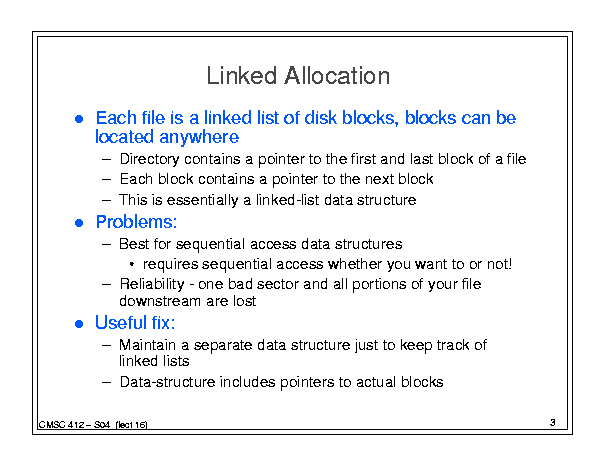 Linked Allocation
● Each file is a linked list of disk blocks, blocks can be
located anywhere
– Directory contains a pointer to the first and last block of a file
– Each block contains a pointer to the next block
– This is essentially a linked-list data structure
● Problems:
– Best for sequential access data structures
• requires sequential access whether you want to or not!
– Reliability - one bad sector and all portions of your file
downstream are lost
● Useful fix:
– Maintain a separate data structure just to keep track of
linked lists
– Data-structure includes pointers to actual blocks
CMSC 412 – S04 (lect 16)
3